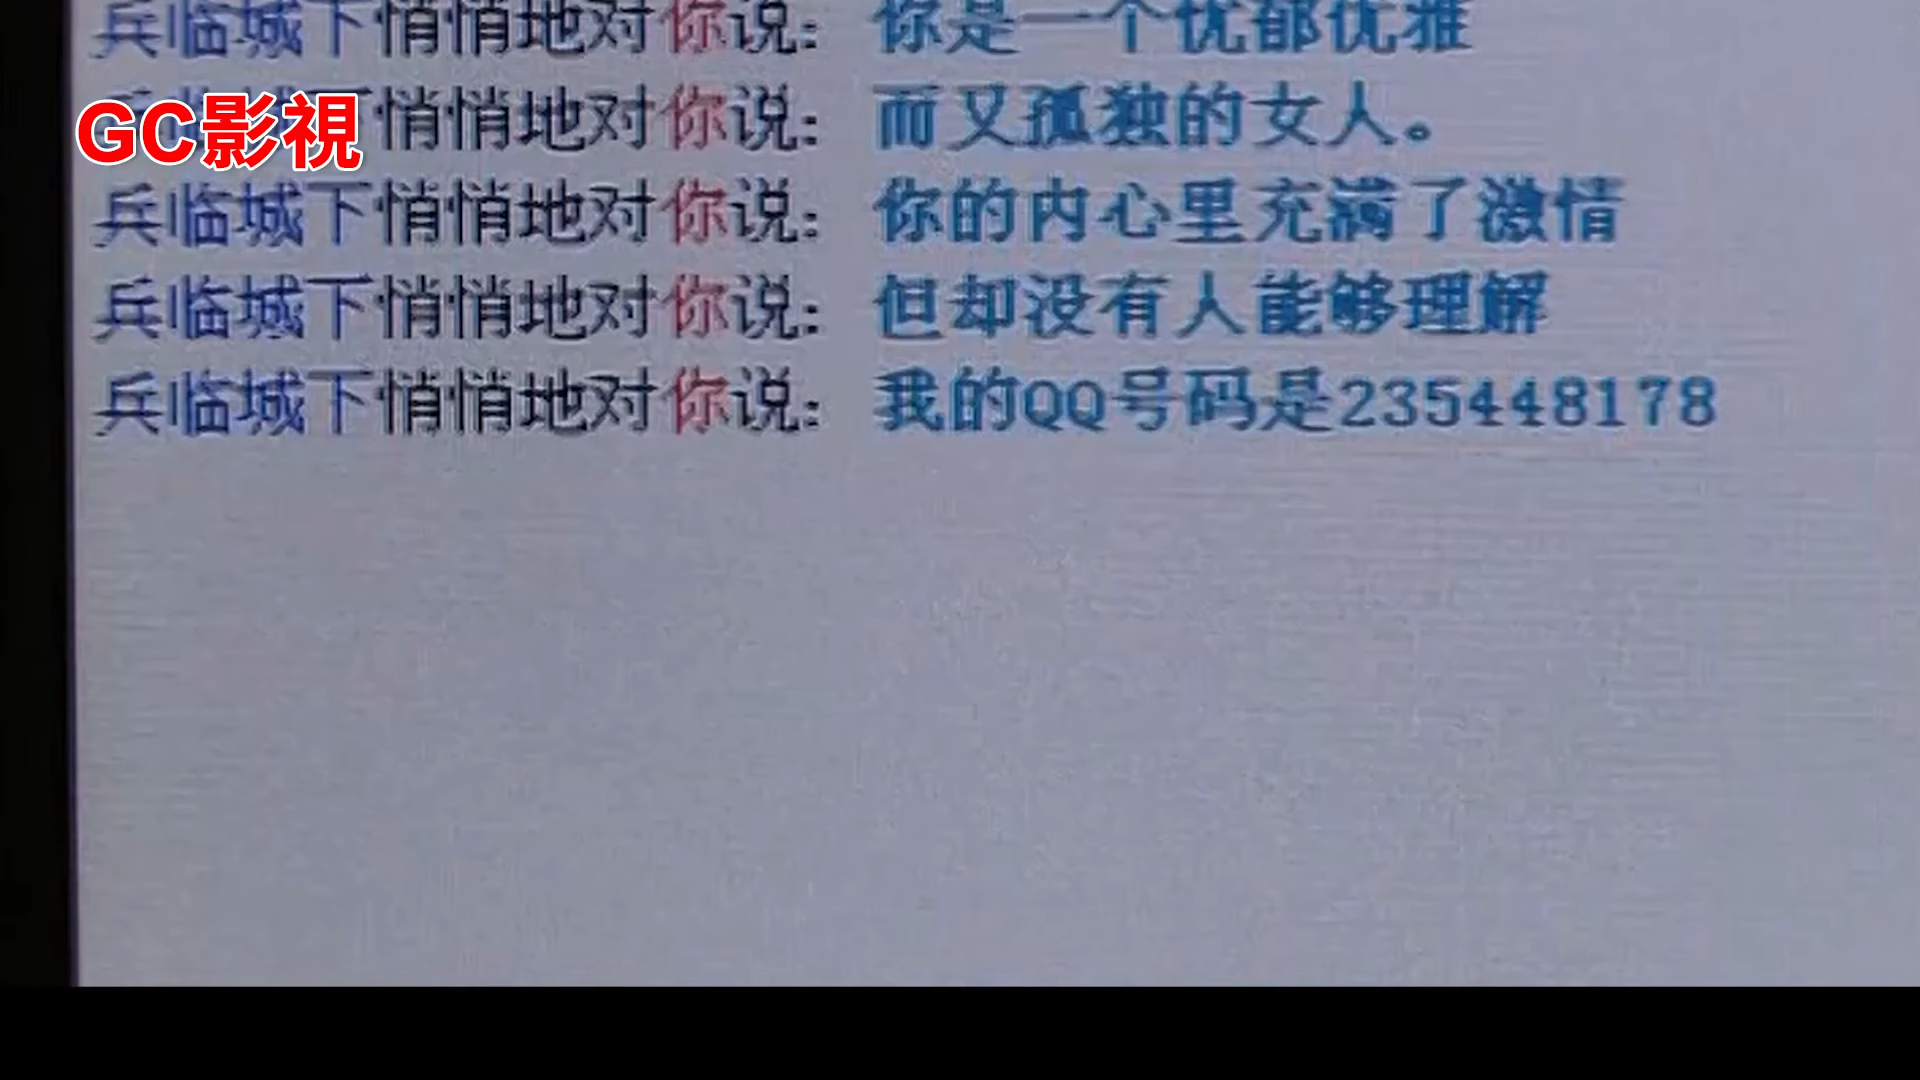 兵临城下悄悄地对你说：你是一个忧郁优雅
GC影視
下悄悄地对你说：而又孤独的女人。
兵临城下悄悄地对你说：你的内心里充满了激情
兵临城下悄悄地对你说：但却没有人能够理解
兵临城下悄悄地对你说：我的QQ号码是235448178